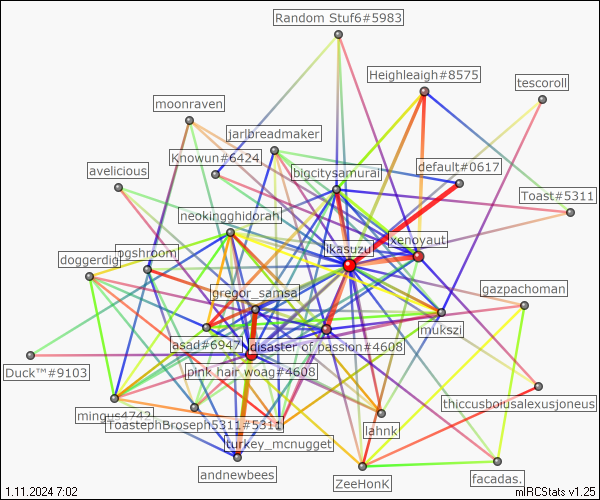 Random Stuf6#5983
Heighleaigh#8575
tescoroll
moonraven
jarlbreadmaker
Knowun#6424
default#0617
avelicious
bigcitysamurai
Toast#5311
neokingghidorah
xenoyaut
ikasuzu
pgshroom
doggerdig
gregor_samsa
gazpachoman
mukszi
asad#6947
disaster of passion#4608
Duck™#9103
pink hair woag#4608
thiccusboiusalexusjoneus
mingus4742
ToastephBroseph5311#5311
lahnk
turkey_mcnugget
andnewbees
ZeeHonK
facadas.
1.11.2024 7:02
mIRCStats v1.25